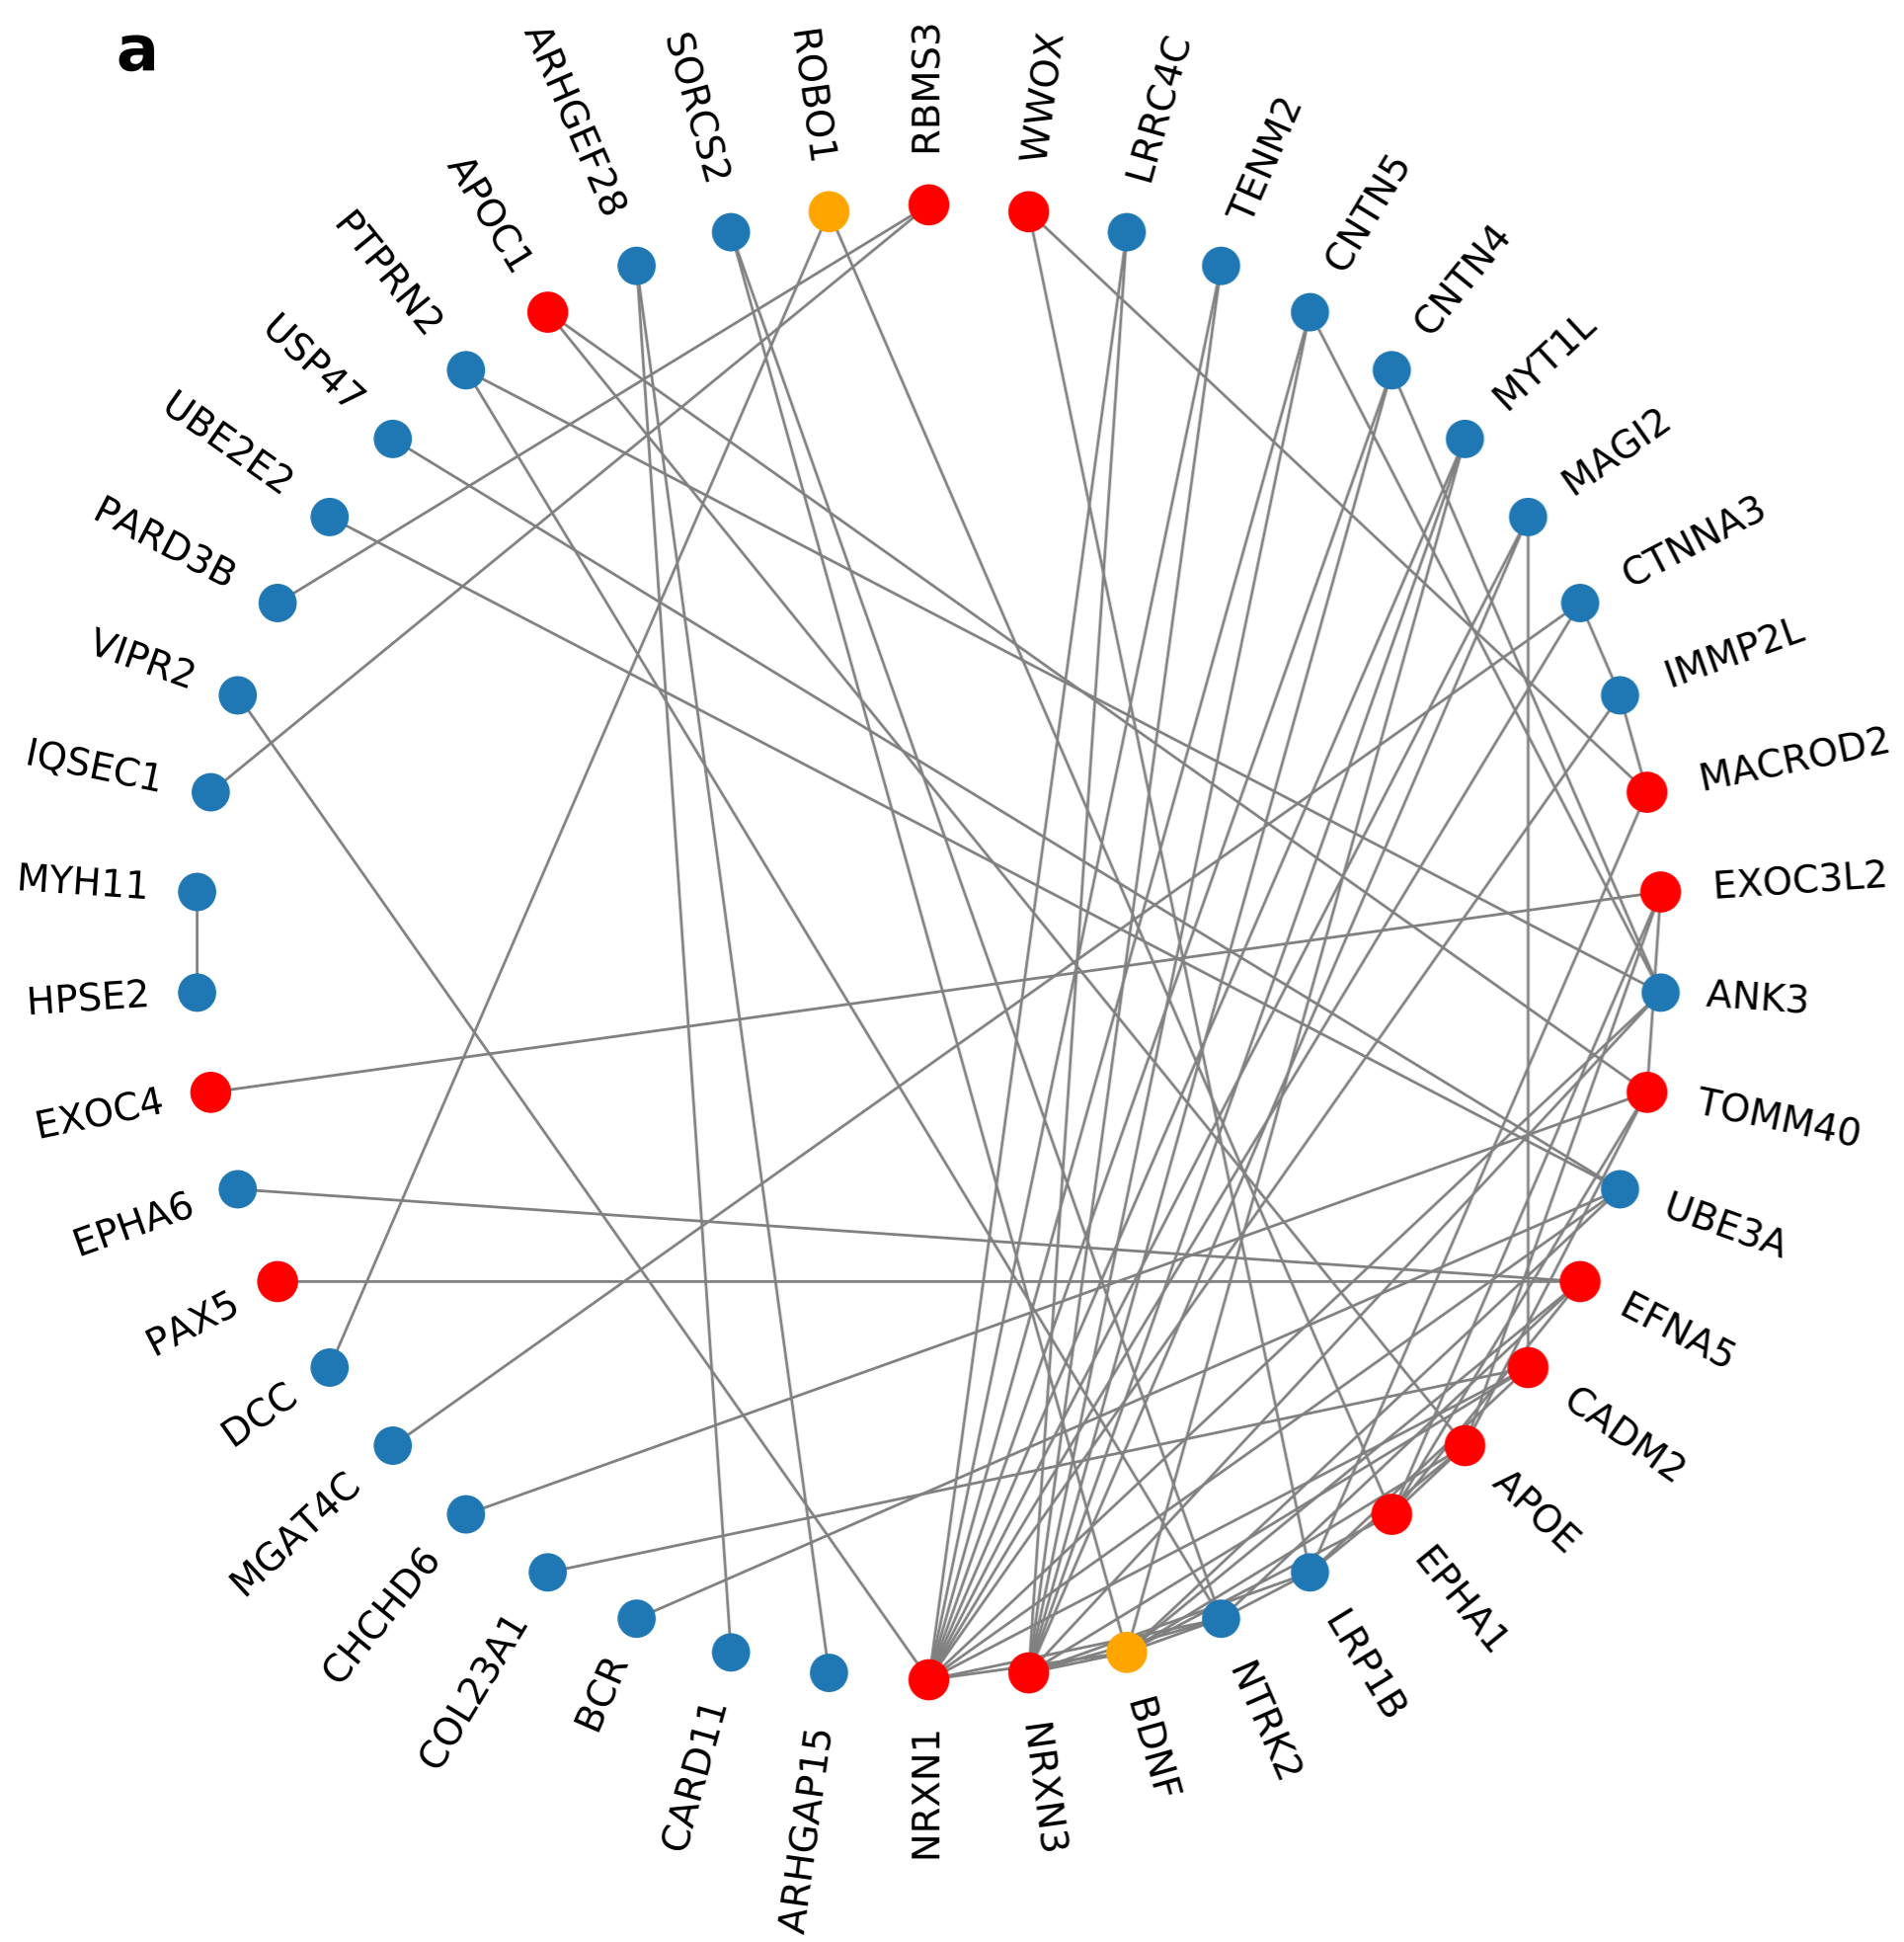 a
RBMS3
WWOX
LRRC4C
TENM2
CNTN5
CNTN4
MYT1L
MAGI2
CTNNA3
IMMP2L
MACROD2
EXOC3L2
ANK3
TOMM40
UBE3A
EFNA5
CADM2
APOE
EPHA1
LRP1B
NTRK2
BDNF
NRXN3
NRXN1
ARHGAP15
CARD11
BCR
COL23A1
CHCHD6
MGAT4C
DCC
PAX5
EPHA6
EXOC4
HPSE2
MYH11
IQSEC1
VIPR2
PARD3B
UBE2E2
USP47
PTPRN2
APOC1
ARHGEF28
SORCS2
ROBO1